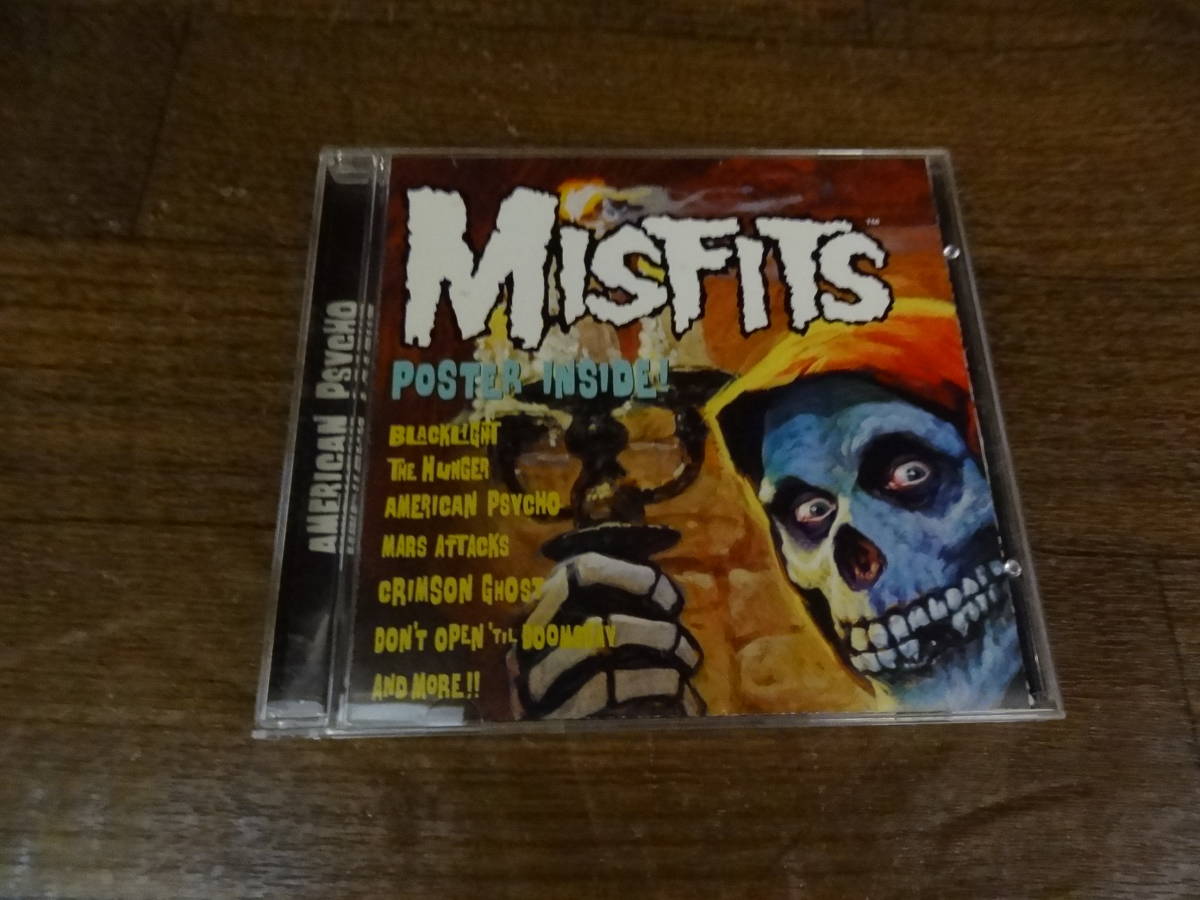 MISFITS™
POSTER INSIDE!
BLACKLIGHT
THE HUNGER
AMERICAN PSYCHO
MARS ATTACKS
CRIMSON GHOST
DON'T OPEN 'TIL DOOMSDAY
AND MORE!!
AMERICAN PSYCHO